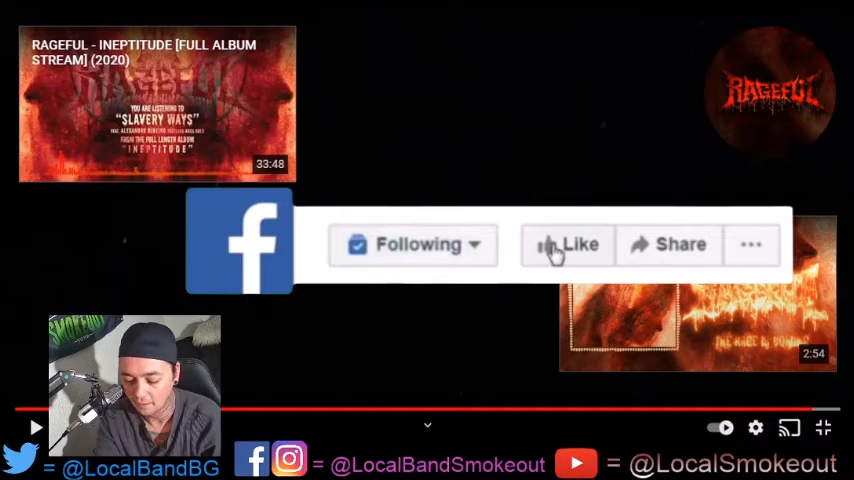 RAGEFUL - INEPTITUDE [FULL ALBUM
STREAM] (2020)
RAGEFUL
YOU ARE LISTENING TO
"SLAVERY WAYS"
FROM THE FULL LENGTH ALBUM
"INEPTITUDE"
33:48
RAGEFUL
f
Following
Like
Share
2:54
= @LocalBandBG
f
= @LocalBandSmokeout
= @LocalSmokeout